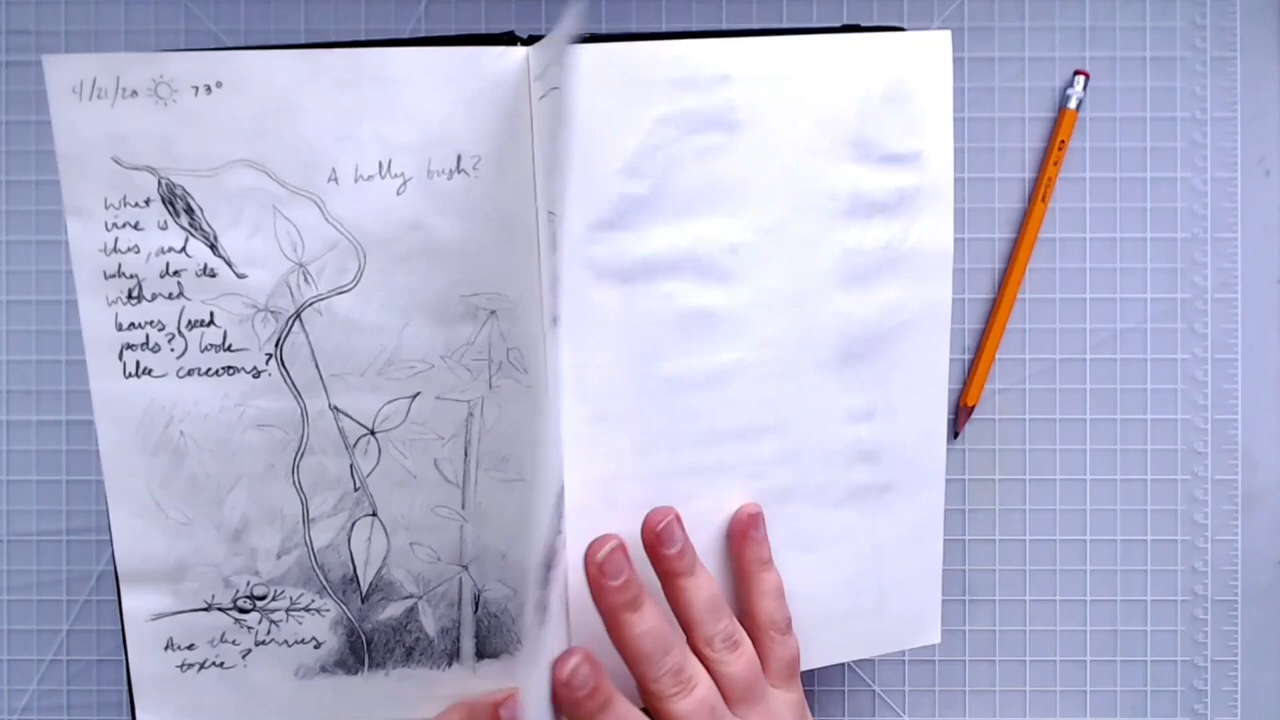 4/21/20 73°
A holly bush?
What
vine is
this, and
why do its
withered
leaves (seed
pods?) look
like cocoons?
Are the berries
toxic?